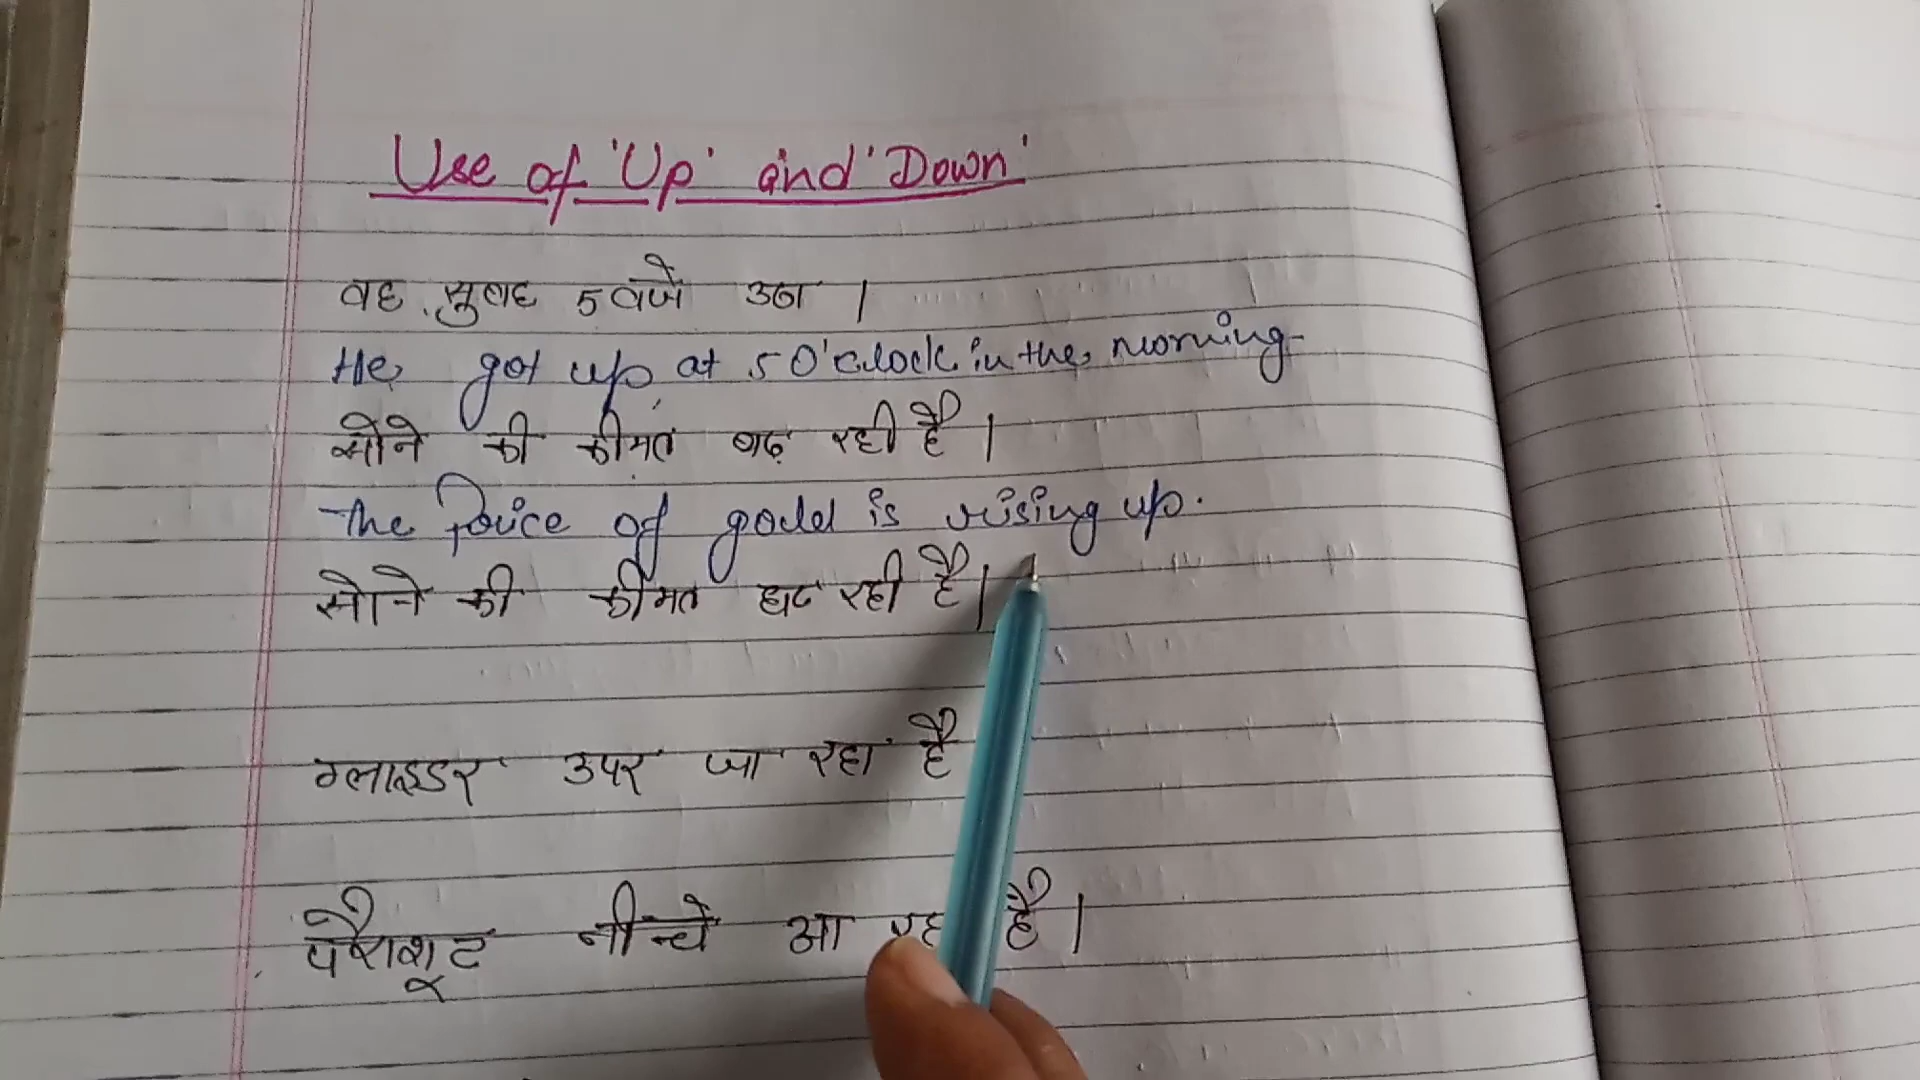 Use of 'Up' and 'Down'
वह सुबह 5 बजे उठा ।
He got up at 5 O'clock in the morning.
सोने की कीमत बढ़ रही है ।
The Price of gold is rising up.
सोने की कीमत घट रही है ।
ग्लाइडर उपर जा रहा है
पैराशूट नीचे आ है ।